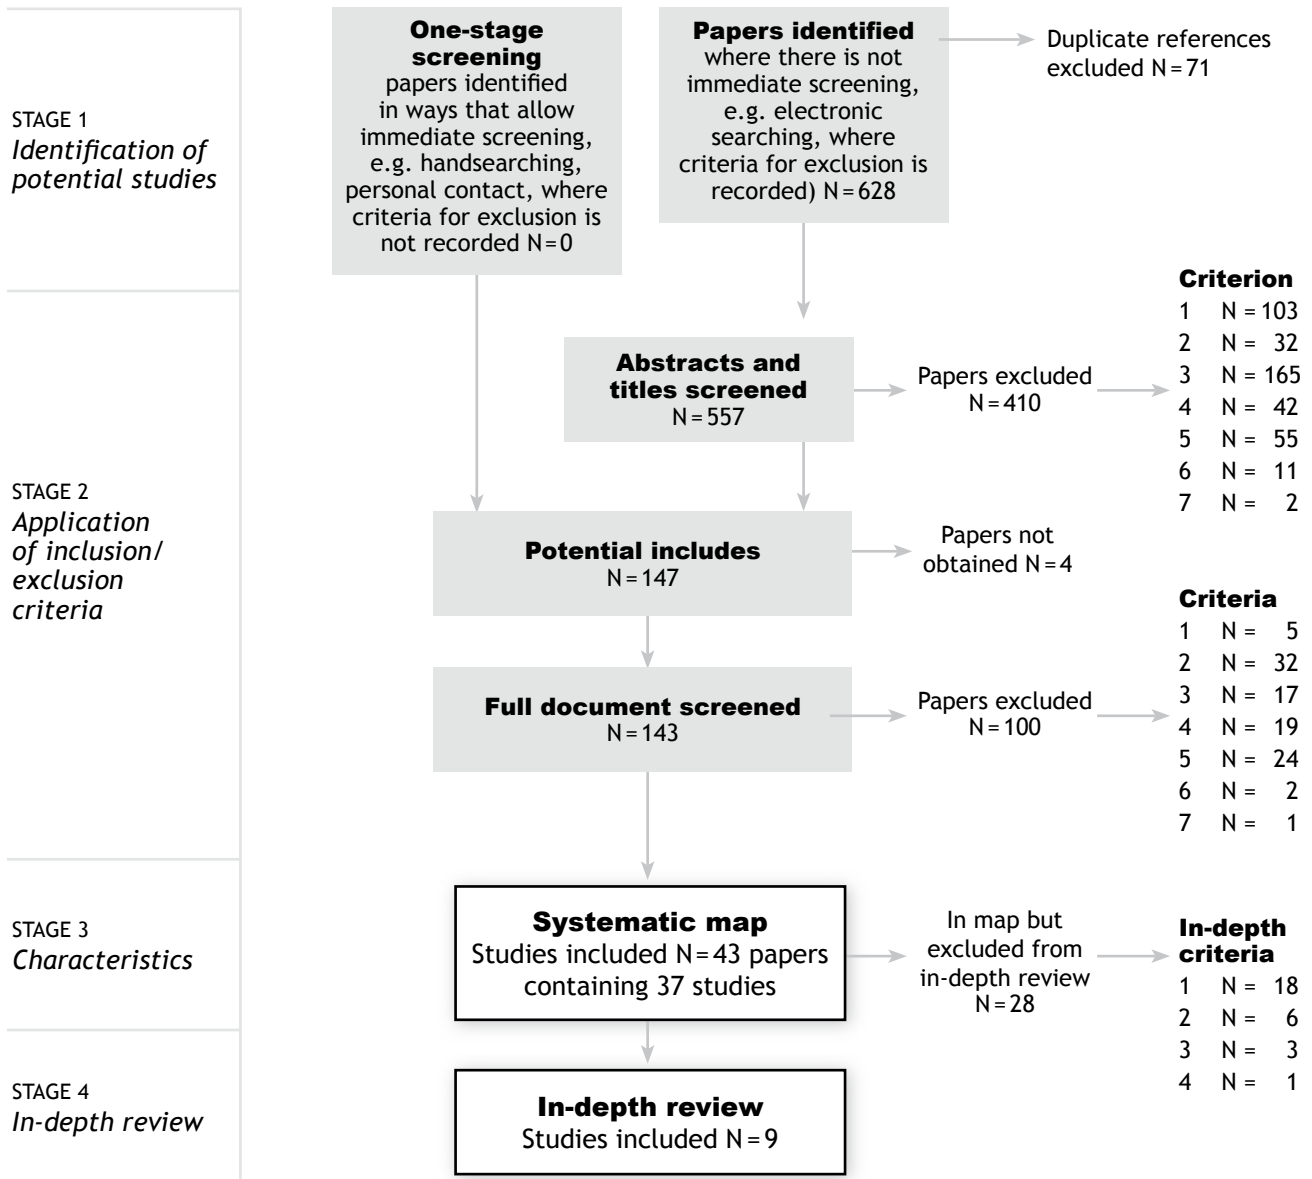 STAGE 1
Identification of
potential studies
One-stage
screening
papers identified
in ways that allow
immediate screening,
e.g. handsearching,
personal contact, where
criteria for exclusion is
not recorded N=0
Papers identified
where there is not
immediate screening,
e.g. electronic
searching, where
criteria for exclusion is
recorded) N=628
Duplicate references
excluded N=71
STAGE 2
Application
of inclusion/
exclusion
criteria
Abstracts and
titles screened
N=557
Papers excluded
N=410
Criterion
1 N = 103
2 N = 32
3 N = 165
4 N = 42
5 N = 55
6 N = 11
7 N = 2
Potential includes
N=147
Papers not
obtained N=4
Full document screened
N=143
Papers excluded
N=100
Criteria
1 N = 5
2 N = 32
3 N = 17
4 N = 19
5 N = 24
6 N = 2
7 N = 1
STAGE 3
Characteristics
Systematic map
Studies included N=43 papers
containing 37 studies
In map but
excluded from
in-depth review
N=28
In-depth
criteria
1 N = 18
2 N = 6
3 N = 3
4 N = 1
STAGE 4
In-depth review
In-depth review
Studies included N=9